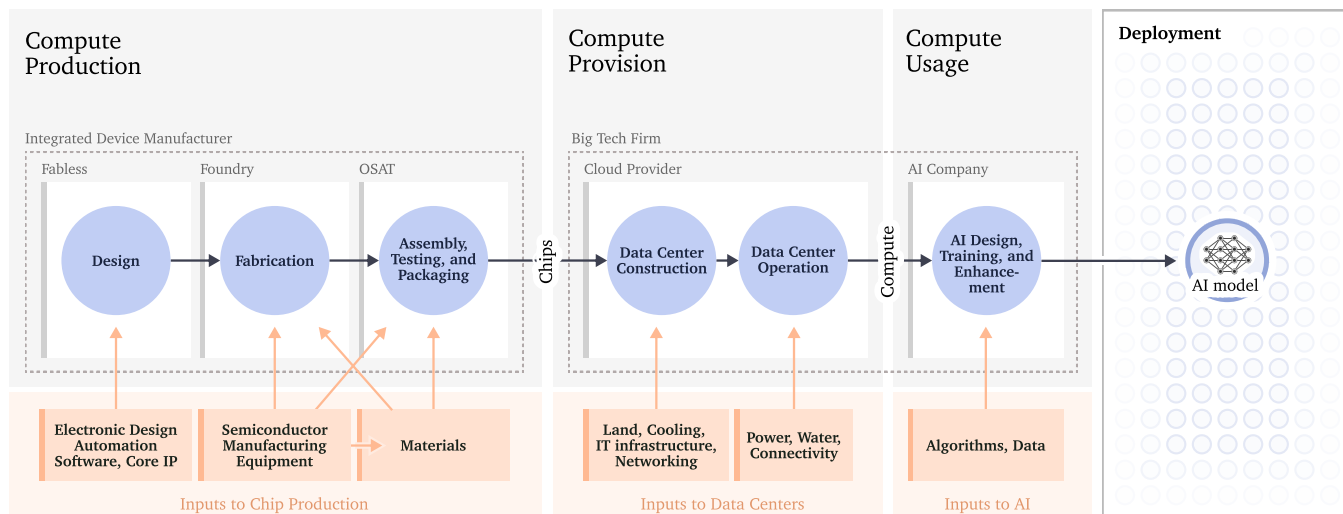 Compute
Production
Compute
Provision
Compute
Usage
Deployment
Integrated Device Manufacturer
Big Tech Firm
Fabless
Foundry
OSAT
Cloud Provider
AI Company
Design
Fabrication
Assembly,
Testing, and
Packaging
Chips
Data Center
Construction
Data Center
Operation
Compute
AI Design,
Training, and
Enhance-
ment
AI model
Electronic Design
Automation
Software, Core IP
Semiconductor
Manufacturing
Equipment
Materials
Land, Cooling,
IT infrastructure,
Networking
Power, Water,
Connectivity
Algorithms, Data
Inputs to Chip Production
Inputs to Data Centers
Inputs to AI